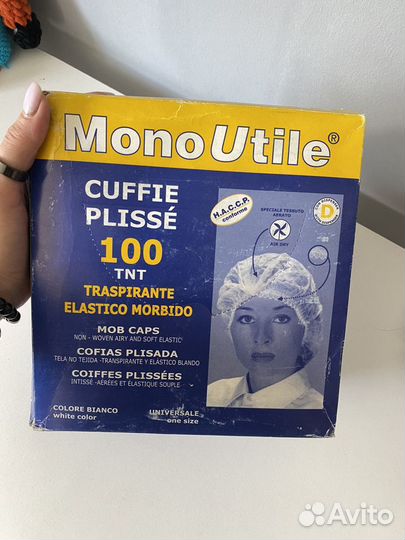 MonoUtile®
CUFFIE
PLISSÉ
100
TNT
TRASPIRANTE
ELASTICO MORBIDO
MOB CAPS
NON - WOVEN AIRY AND SOFT ELASTIC
COFIAS PLISADA
TELA NO TEJIDA -TRANSPIRANTE Y ELÁSTICO BLANDO
COIFFES PLISSÉES
INTISSÉ -AÉRÉES ET ÉLASTIQUE SOUPLE
COLORE BIANCO
white color
UNIVERSALE
one size
H.A.C.C.P.
conforme
SPECIALE TESSUTO
AERATO
AIR DRY
D
Avito